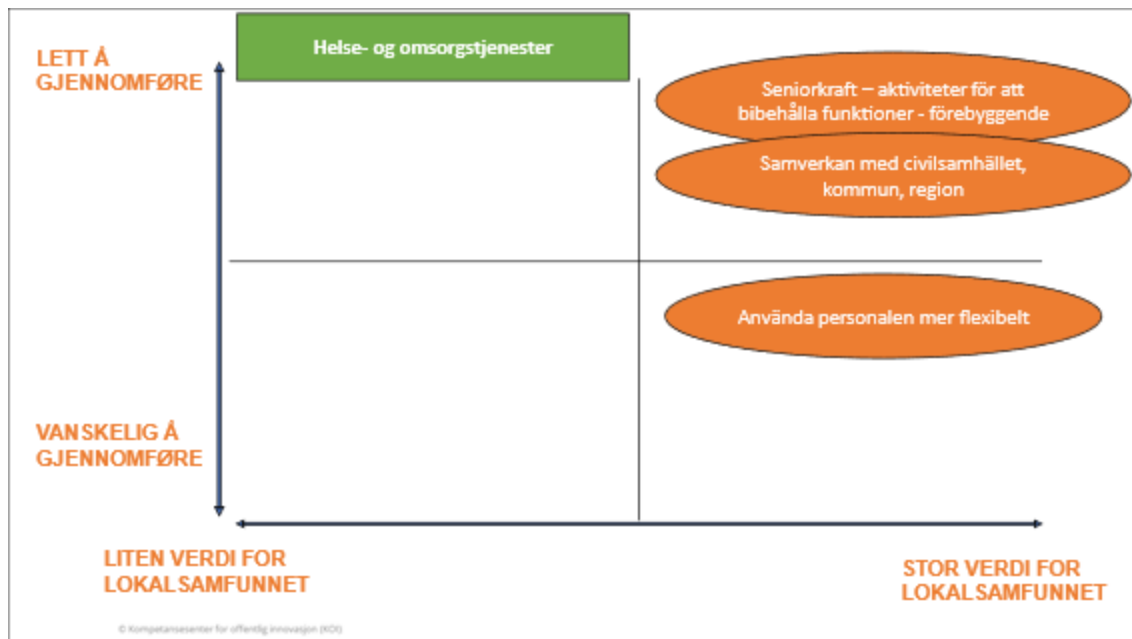 LETT Å
GJENNOMFØRE
Helse- og omsorgstjenester
Seniorkraft – aktiviteter för att
bibehålla funktioner - förebyggende
Samverkan med civilsamhället,
kommun, region
Använda personalen mer flexibelt
VANSKELIG Å
GJENNOMFØRE
LITEN VERDI FOR
LOKALSAMFUNNET
STOR VERDI FOR
LOKALSAMFUNNET
© Kompetansesenter for offentlig innovasjon (KOI)